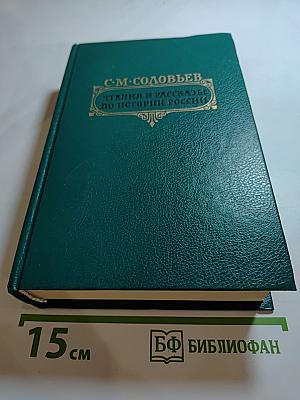 С·М·СОЛОВЬЕВ
ЧТЕНИЯ И РАССКАЗЫ
ПО ИСТОРИИ РОССИИ
15 см
БФ БИБЛИОФАН